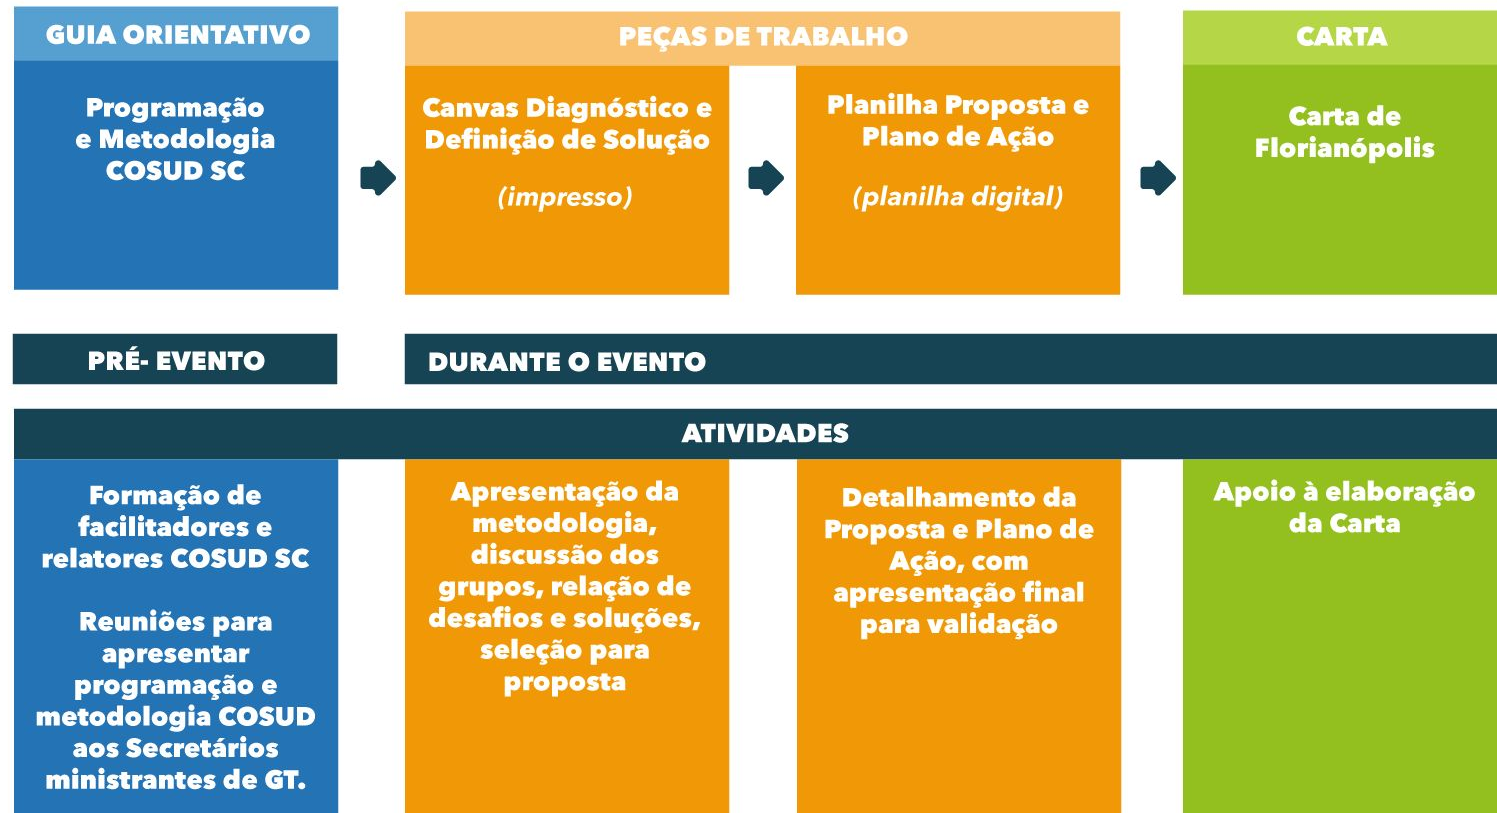 GUIA ORIENTATIVO
Programação
e Metodologia
COSUD SC
PEÇAS DE TRABALHO
Canvas Diagnóstico e
Definição de Solução
(impresso)
Planilha Proposta e
Plano de Ação
(planilha digital)
CARTA
Carta de
Florianópolis
PRÉ- EVENTO
DURANTE O EVENTO
ATIVIDADES
Formação de
facilitadores e
relatores COSUD SC
Reuniões para
apresentar
programação e
metodologia COSUD
aos Secretários
ministrantes de GT.
Apresentação da
metodologia,
discussão dos
grupos, relação de
desafios e soluções,
seleção para
proposta
Detalhamento da
Proposta e Plano de
Ação, com
apresentação final
para validação
Apoio à elaboração
da Carta